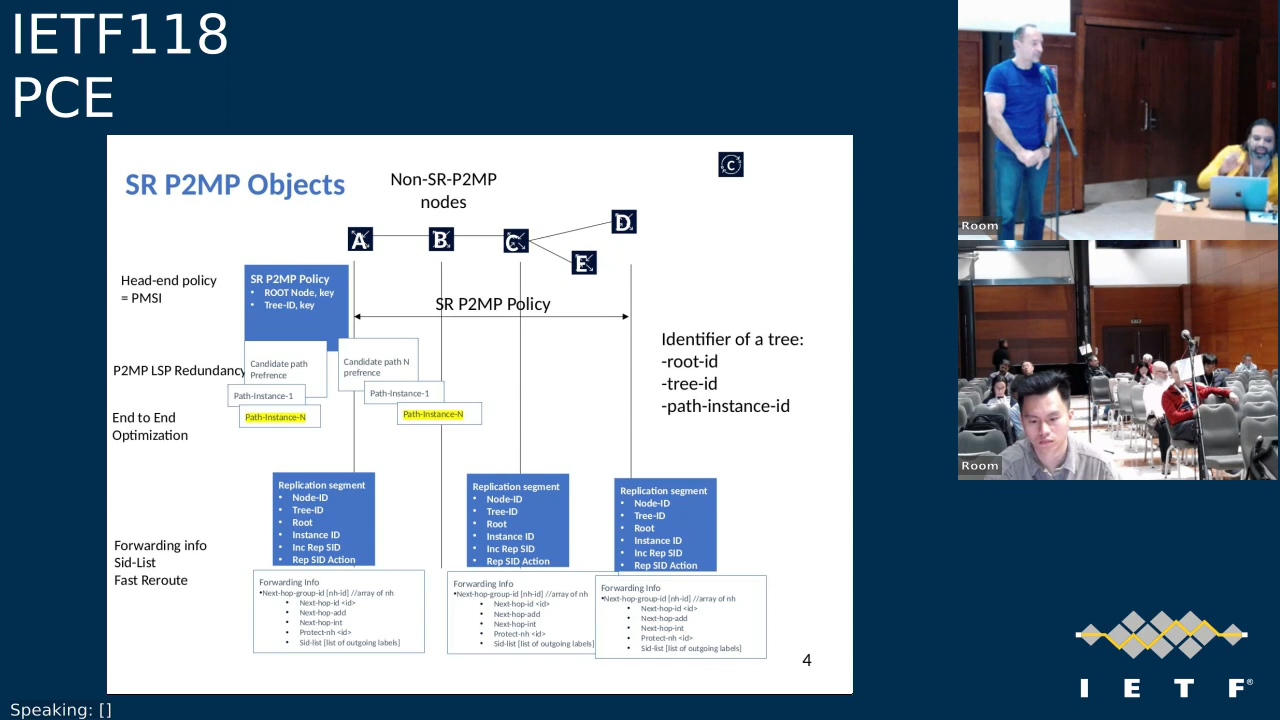 IETF118
PCE
SR P2MP Objects
Non-SR-P2MP
nodes
C
A
B
C
D
E
Head-end policy
= PMSI
SR P2MP Policy
• ROOT Node, key
• Tree-ID, key
SR P2MP Policy
Identifier of a tree:
-root-id
-tree-id
-path-instance-id
P2MP LSP Redundancy
Candidate path
Prefrence
Candidate path N
prefrence
Path-Instance-1
Path-Instance-N
Path-Instance-1
Path-Instance-N
End to End
Optimization
Replication segment
• Node-ID
• Tree-ID
• Root
• Instance ID
• Inc Rep SID
• Rep SID Action
Replication segment
• Node-ID
• Tree-ID
• Root
• Instance ID
• Inc Rep SID
• Rep SID Action
Replication segment
• Node-ID
• Tree-ID
• Root
• Instance ID
• Inc Rep SID
• Rep SID Action
Forwarding info
Sid-List
Fast Reroute
Forwarding Info
•Next-hop-group-id [nh-id] //array of nh
• Next-hop-id <id>
• Next-hop-add
• Next-hop-int
• Protect-nh <id>
• Sid-list [list of outgoing labels]
Forwarding Info
•Next-hop-group-id [nh-id] //array of nh
• Next-hop-id <id>
• Next-hop-add
• Next-hop-int
• Protect-nh <id>
• Sid-list [list of outgoing labels]
Forwarding Info
•Next-hop-group-id [nh-id] //array of nh
• Next-hop-id <id>
• Next-hop-add
• Next-hop-int
• Protect-nh <id>
• Sid-list [list of outgoing labels]
4
Room
Room
I E T F®
Speaking: []